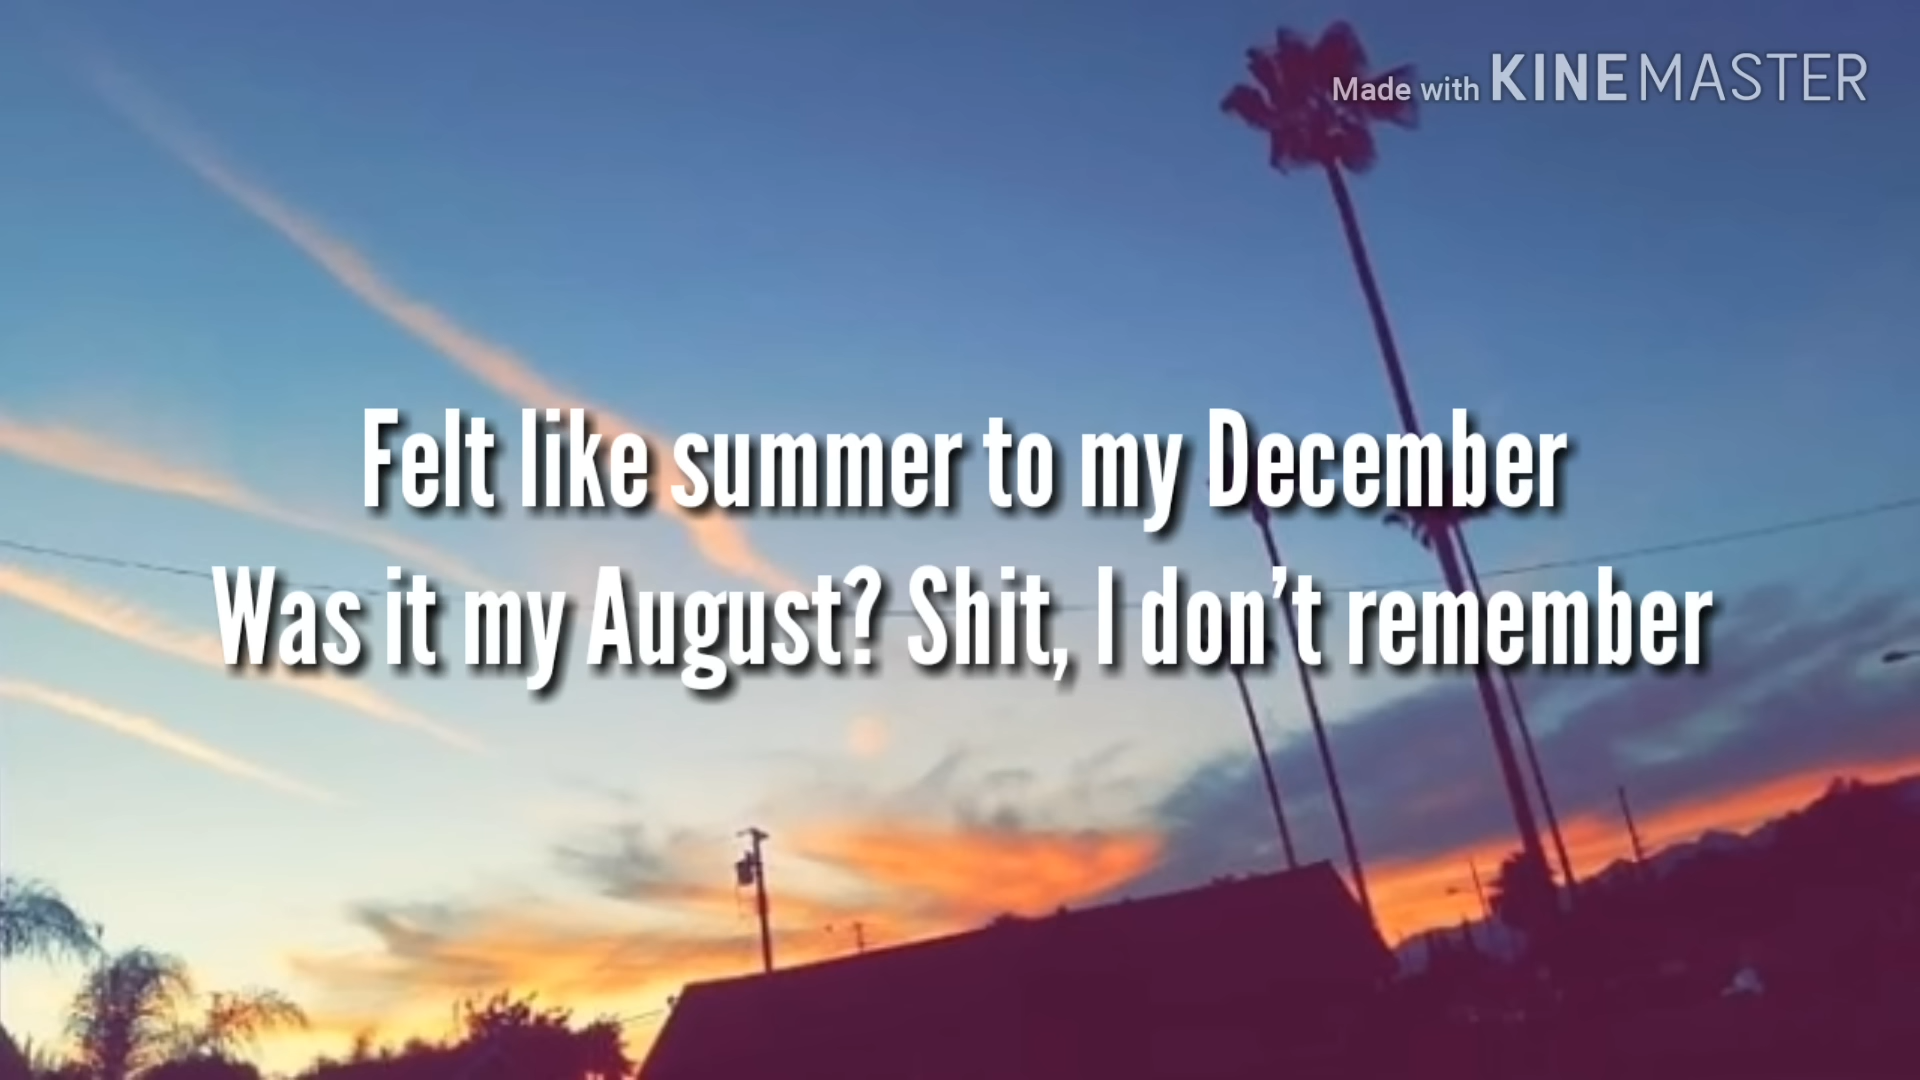 Made with KINEMASTER
Felt like summer to my December
Was it my August? Shit, I don’t remember